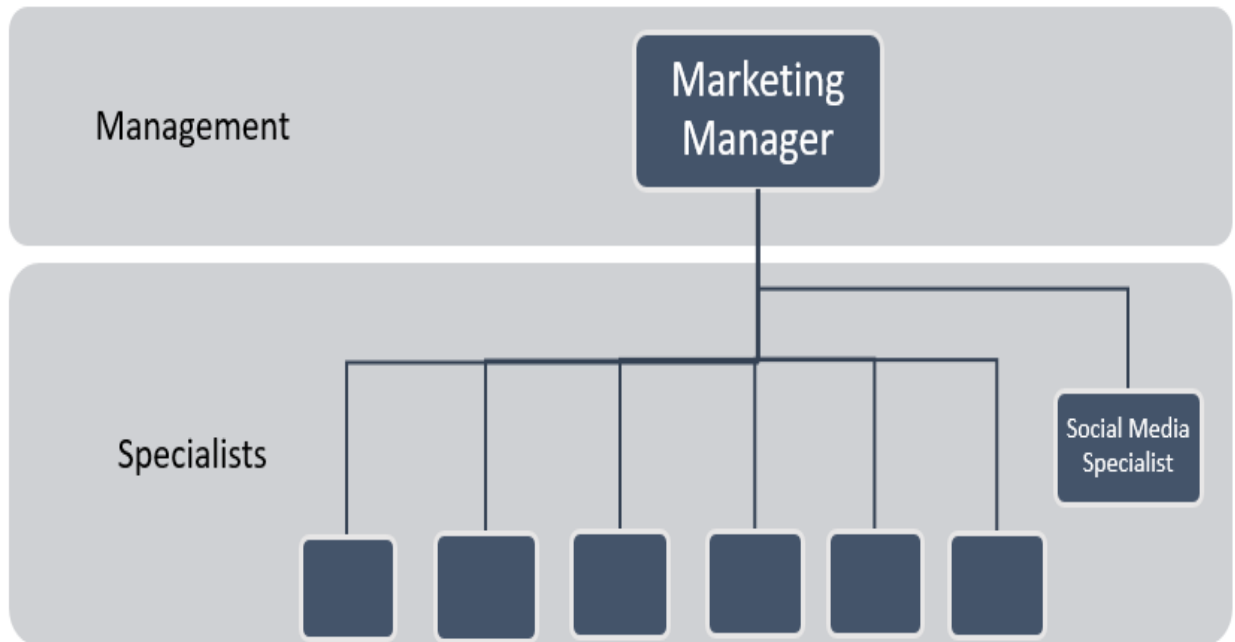 Management
Marketing
Manager
Specialists
Social Media
Specialist